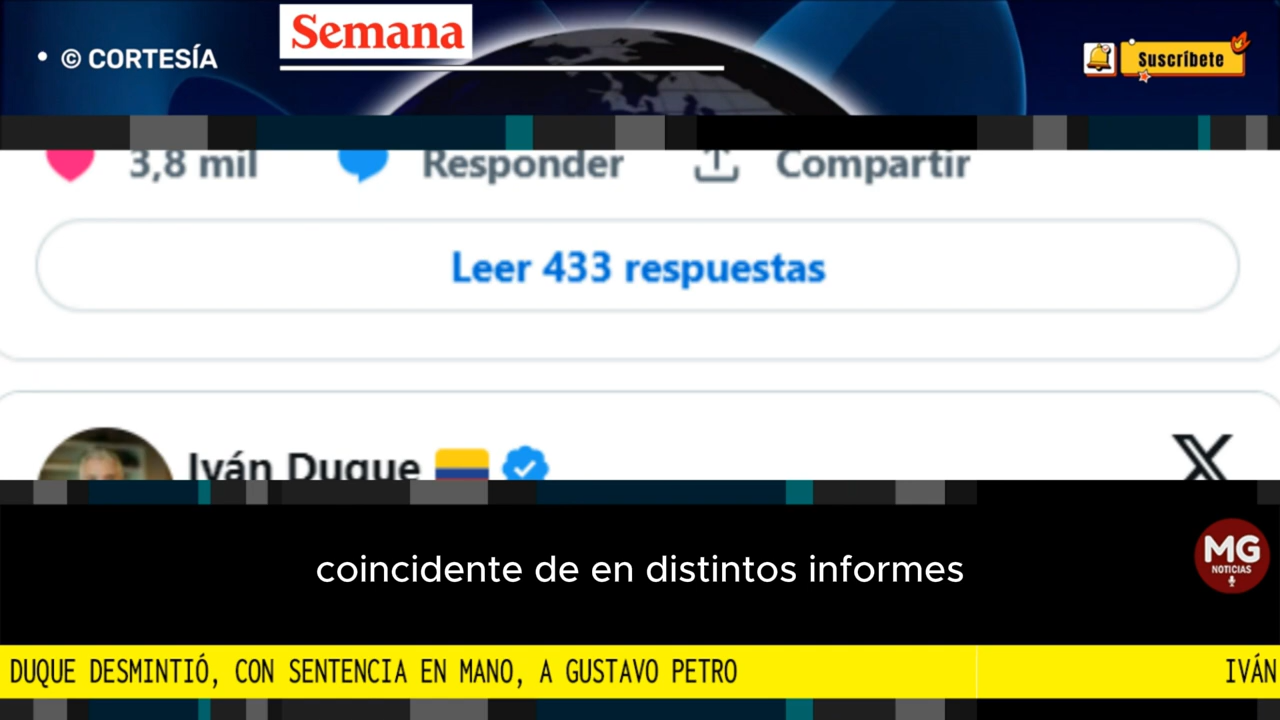 • © CORTESÍA
Semana
Suscríbete
3,8 mil
Responder
Compartir
Leer 433 respuestas
Iván Duque
X
coincidente de en distintos informes
MG
NOTICIAS
DUQUE DESMINTIÓ, CON SENTENCIA EN MANO, A GUSTAVO PETRO
IVÁN